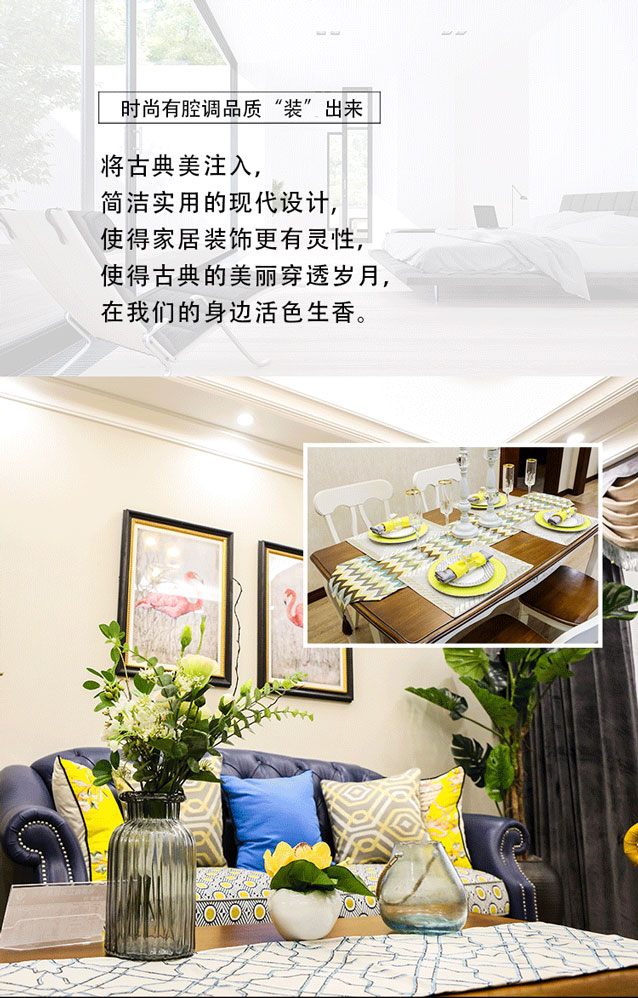 时尚有腔调品质“装”出来
将古典美注入,
简洁实用的现代设计,
使得家居装饰更有灵性,
使得古典的美丽穿透岁月,
在我们的身边活色生香。